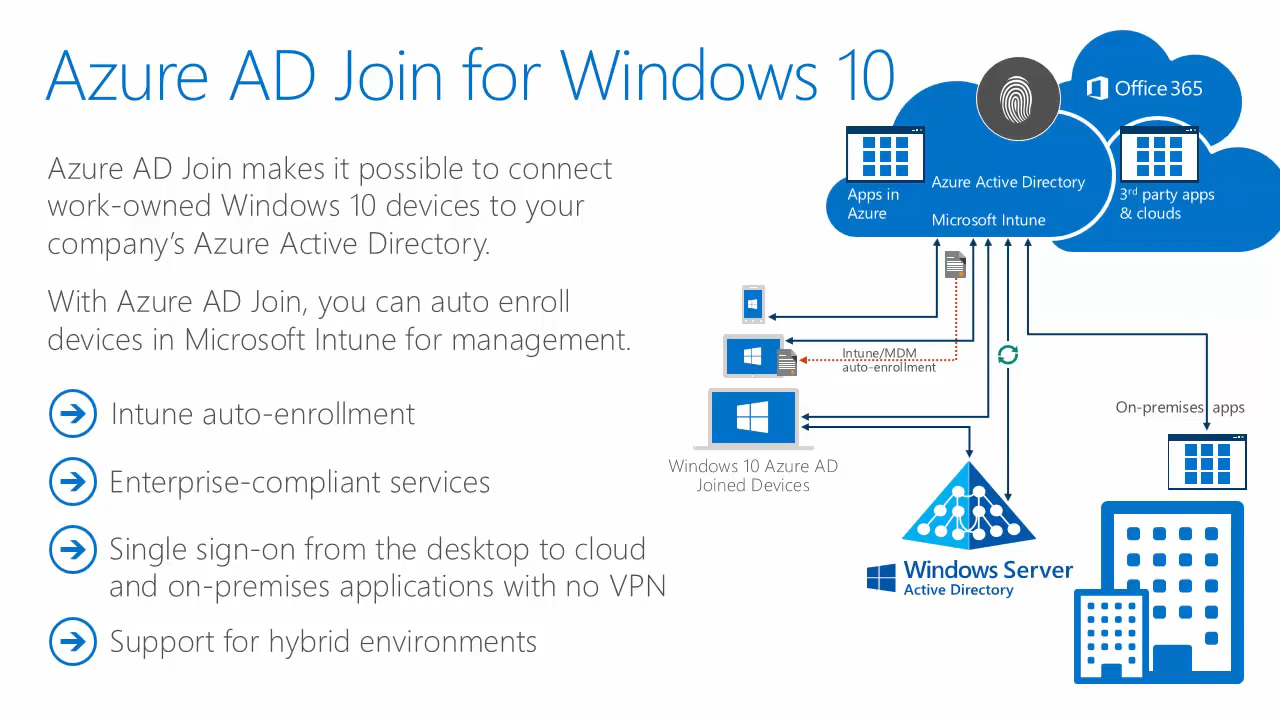 Azure AD Join for Windows 10
Azure AD Join makes it possible to connect
work-owned Windows 10 devices to your
company's Azure Active Directory.
With Azure AD Join, you can auto enroll
devices in Microsoft Intune for management.
Intune auto-enrollment
Enterprise-compliant services
Single sign-on from the desktop to cloud
and on-premises applications with no VPN
Support for hybrid environments
Office 365
Apps in
Azure
Azure Active Directory
Microsoft Intune
3rd party apps
& clouds
Intune/MDM
auto-enrollment
On-premises apps
Windows 10 Azure AD
Joined Devices
Windows Server
Active Directory